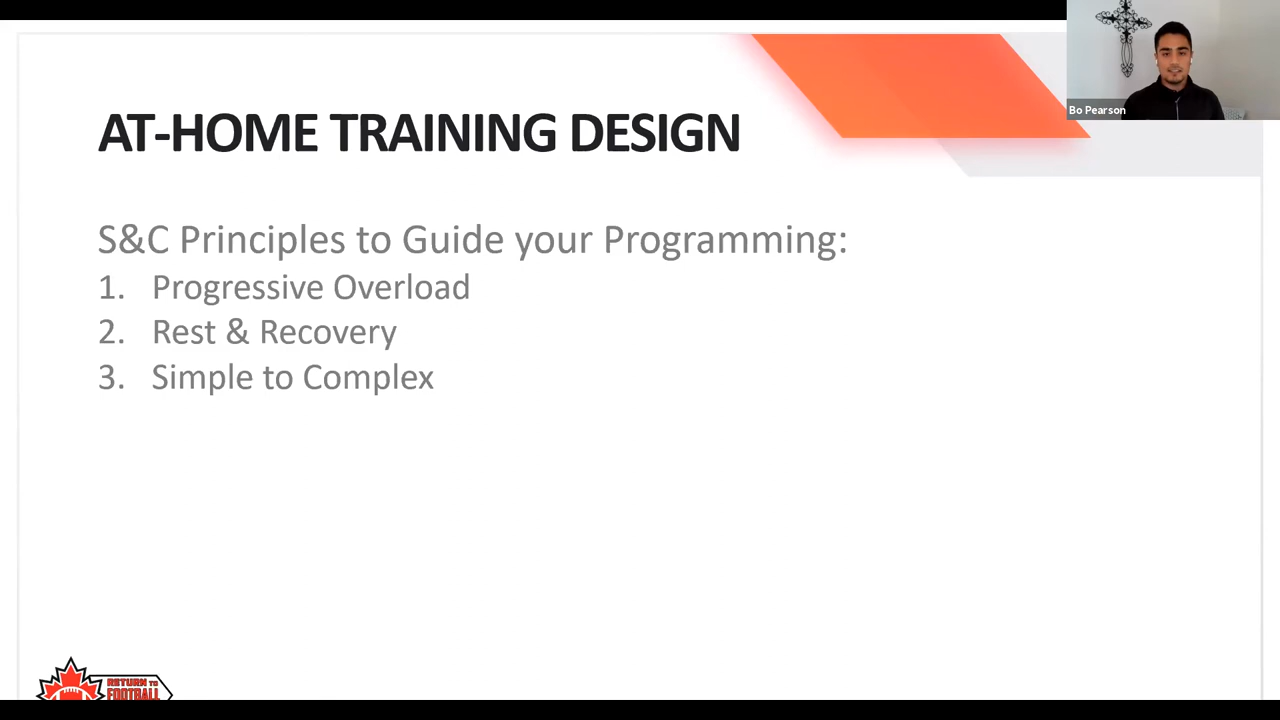 Bo Pearson
AT-HOME TRAINING DESIGN
S&C Principles to Guide your Programming:
1. Progressive Overload
2. Rest & Recovery
3. Simple to Complex
RETURN TO
FOOTBALL